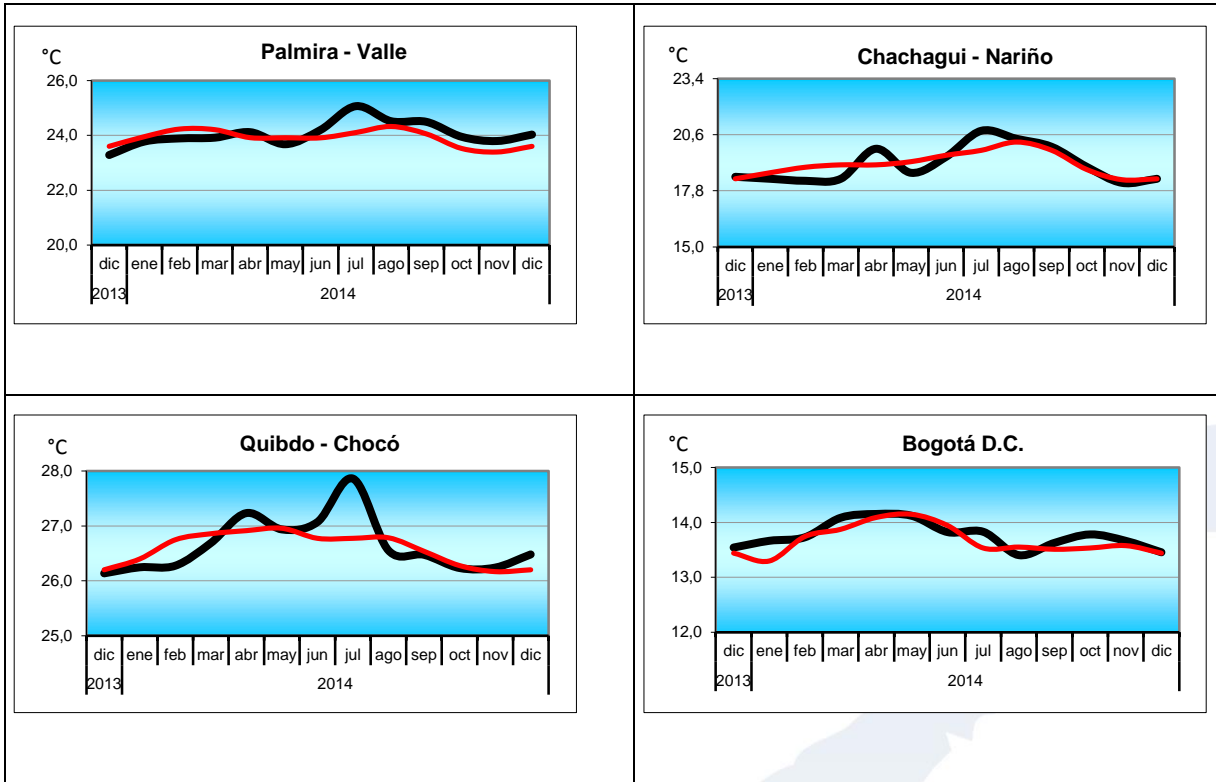 Palmira - Valle
°C
26,0
24,0
22,0
20,0
dic ene feb mar abr may jun jul ago sep oct nov dic
2013 2014
Chachagui - Nariño
°C
23,4
20,6
17,8
15,0
dic ene feb mar abr may jun jul ago sep oct nov dic
2013 2014
Quibdo - Chocó
°C
28,0
27,0
26,0
25,0
dic ene feb mar abr may jun jul ago sep oct nov dic
2013 2014
Bogotá D.C.
°C
15,0
14,0
13,0
12,0
dic ene feb mar abr may jun jul ago sep oct nov dic
2013 2014